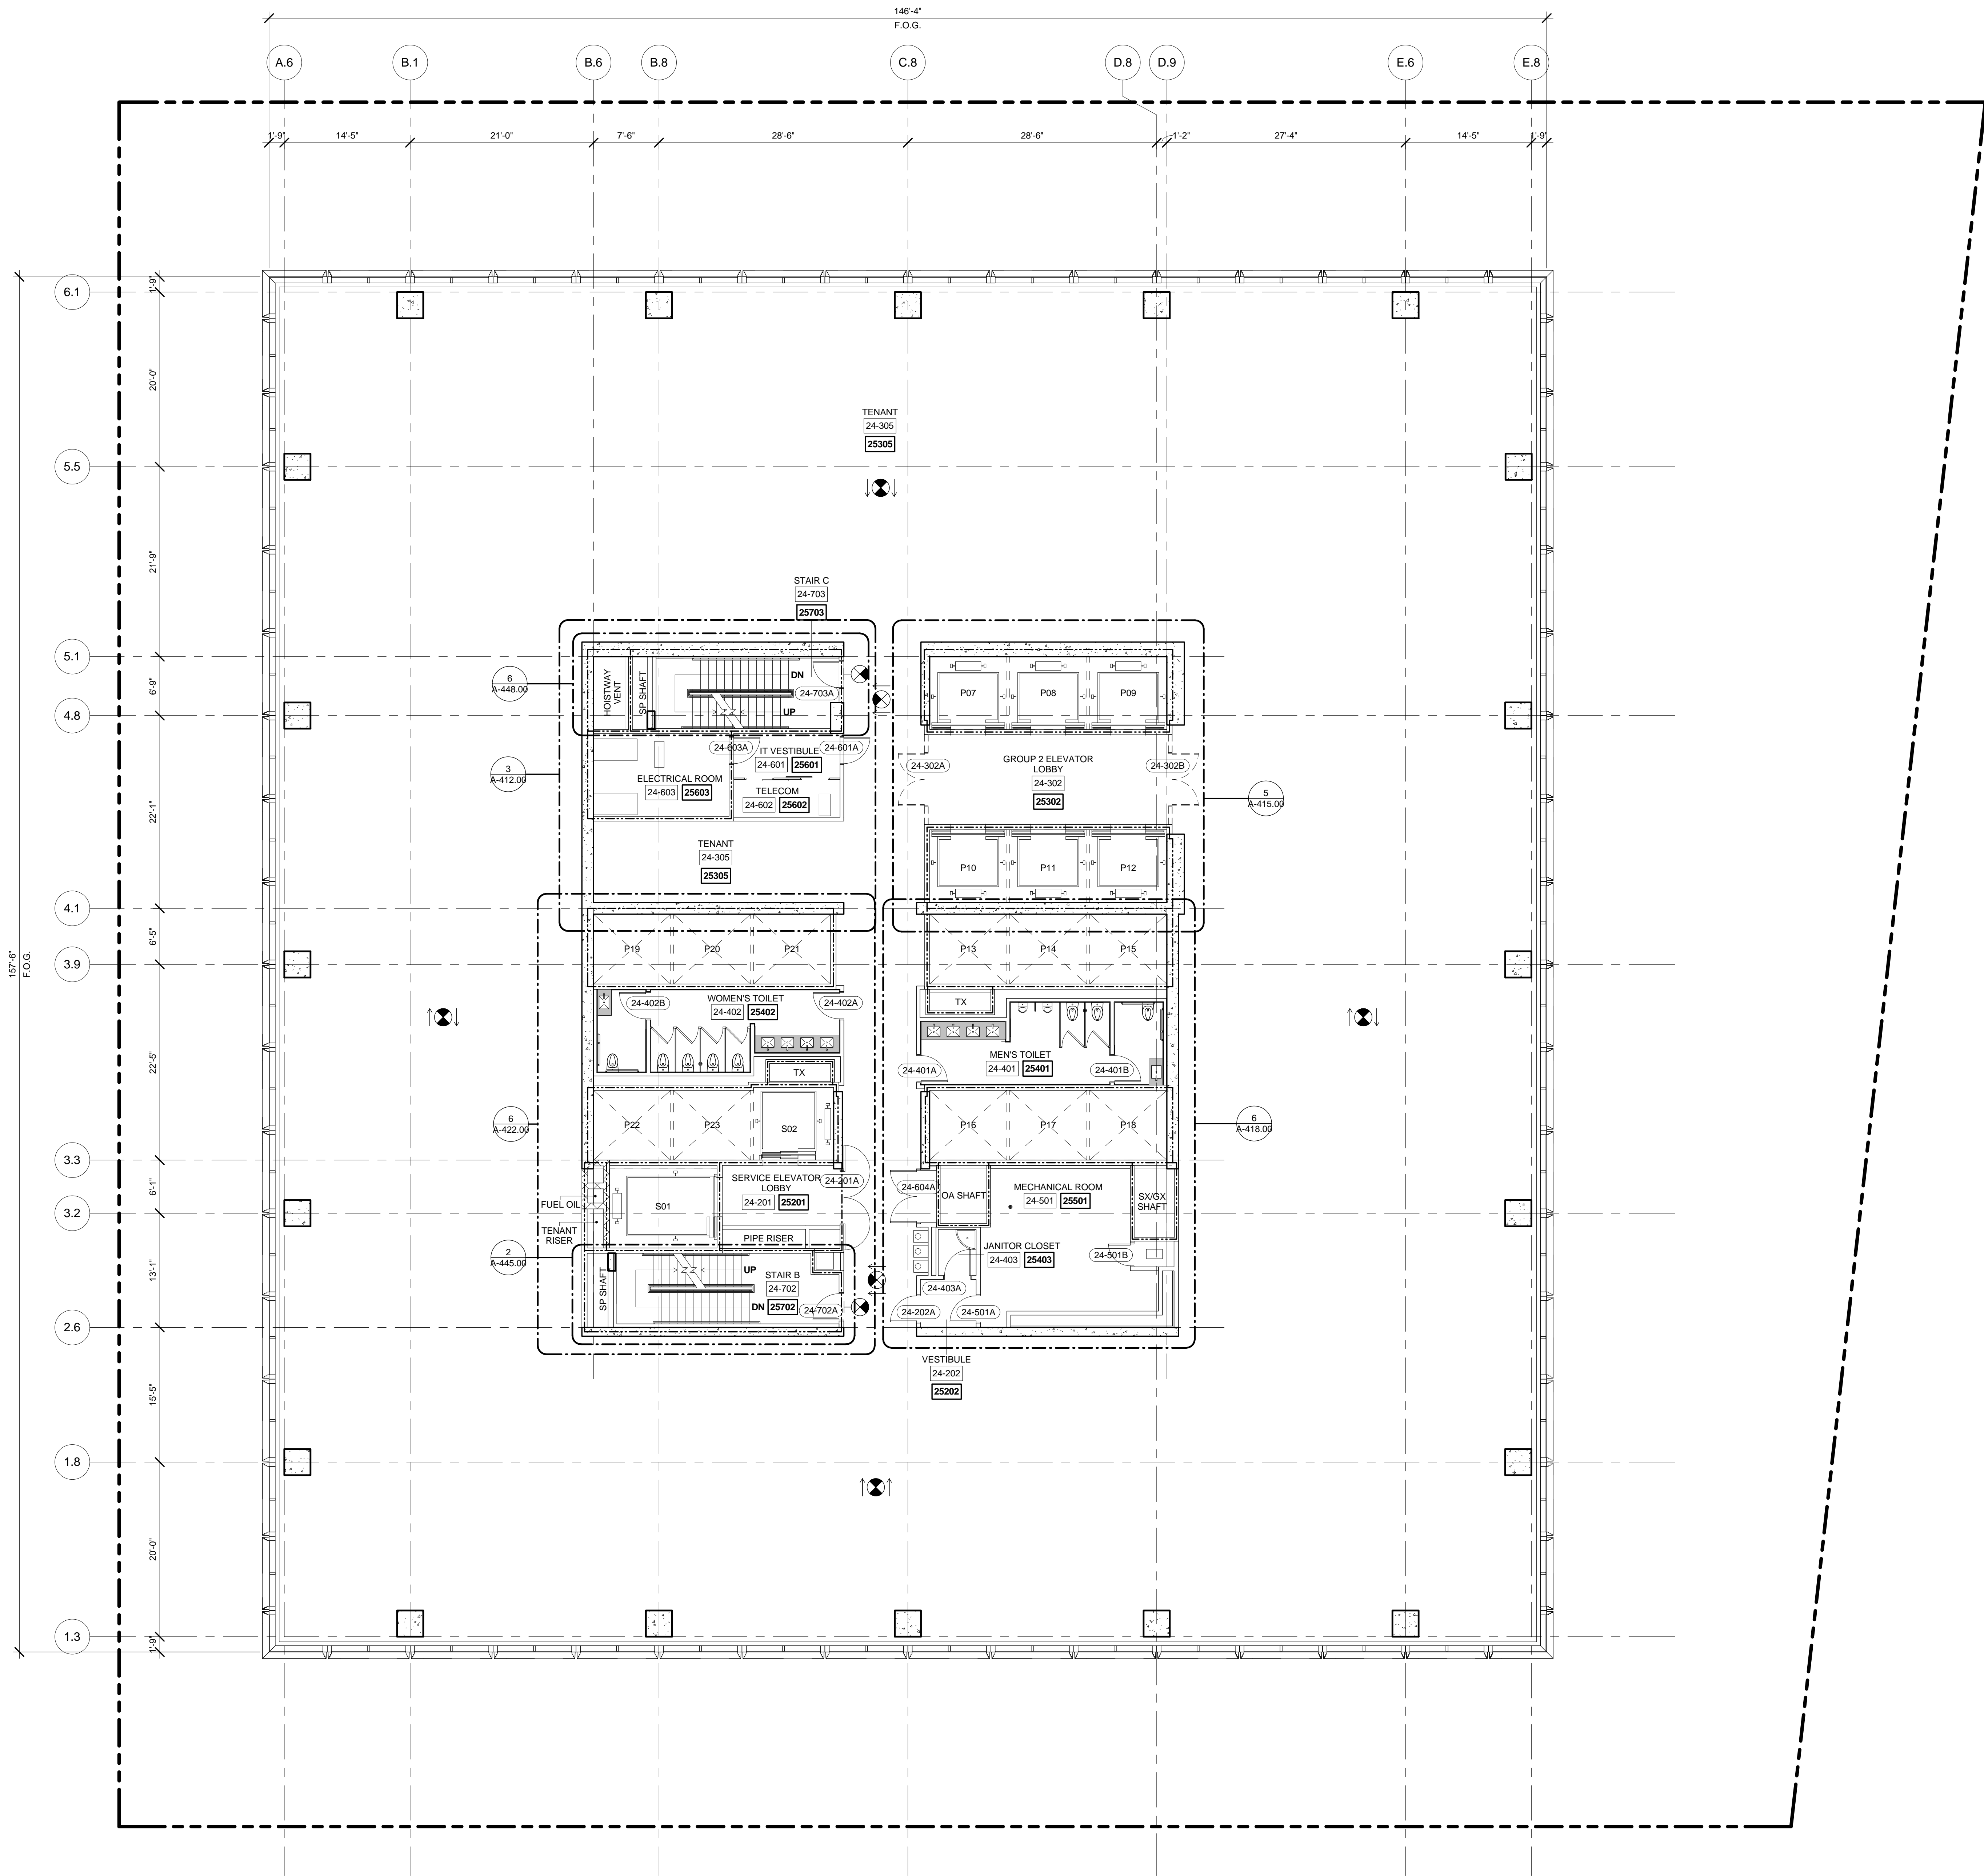 146'-4"
F.O.G.
A.6
B.1
B.6
B.8
C.8
D.8
D.9
E.6
E.8
1'-9"
14'-5"
21'-0"
7'-6"
28'-6"
28'-6"
1'-2"
27'-4"
14'-5"
1'-9"
157'-6"
F.O.G.
6.1
5.5
5.1
4.8
4.1
3.9
3.3
3.2
2.6
1.8
1.3
1'-9"
20'-0"
21'-9"
6'-9"
22'-1"
6'-5"
22'-5"
6'-1"
13'-1"
15'-5"
20'-0"
1'-9"
TENANT
24-305
25305
STAIR C
24-703
25703
6
A-448.00
HOISTWAY
VENT
SP SHAFT
DN
24-703A
UP
P07
P08
P09
3
A-412.00
24-603A
24-601A
IT VESTIBULE
24-601
25601
ELECTRICAL ROOM
24-603
25603
TELECOM
24-602
25602
24-302A
GROUP 2 ELEVATOR
LOBBY
24-302
25302
24-302B
5
A-415.00
TENANT
24-305
25305
P10
P11
P12
P19
P20
P21
P13
P14
P15
24-402B
WOMEN'S TOILET
24-402
25402
24-402A
TX
TX
MEN'S TOILET
24-401
25401
24-401A
24-401B
6
A-422.00
P22
P23
S02
P16
P17
P18
6
A-418.00
SERVICE ELEVATOR
LOBBY
24-201
25201
24-201A
S01
FUEL OIL
TENANT
RISER
PIPE RISER
24-604A
OA SHAFT
MECHANICAL ROOM
24-501
25501
SX/GX
SHAFT
2
A-445.00
SP SHAFT
UP
STAIR B
24-702
DN
25702
24-702A
JANITOR CLOSET
24-403
25403
24-501B
24-403A
24-202A
24-501A
VESTIBULE
24-202
25202